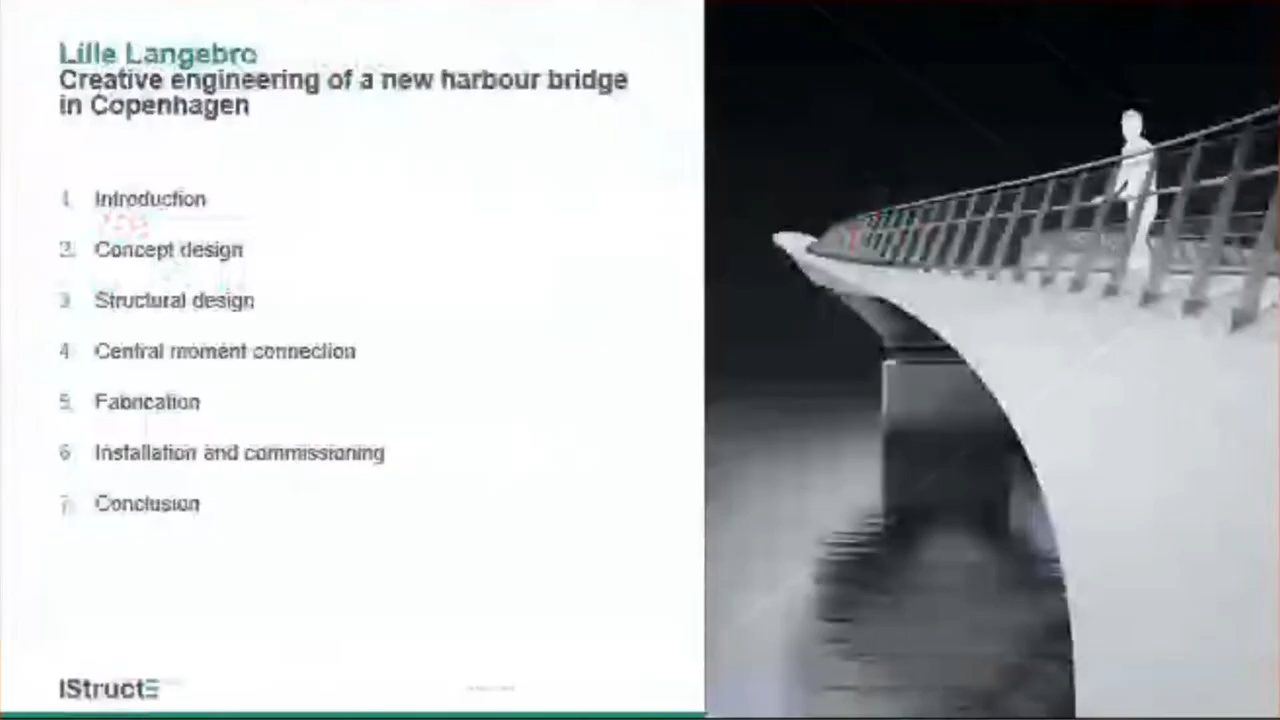 Lille Langebro
Creative engineering of a new harbour bridge
in Copenhagen
1. Introduction
2. Concept design
3. Structural design
4. Central moment connection
5. Fabrication
6. Installation and commissioning
7. Conclusion
IStructE